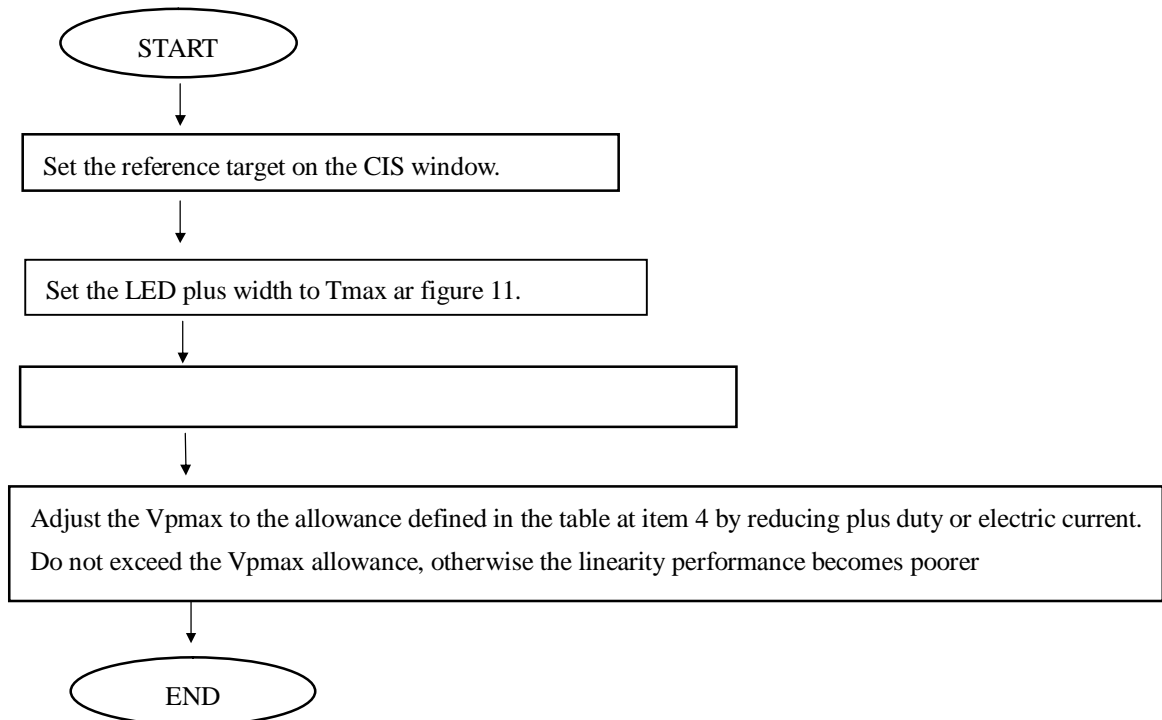 START
Set the reference target on the CIS window.
Set the LED plus width to Tmax ar figure 11.
Adjust the Vpmax to the allowance defined in the table at item 4 by reducing plus duty or electric current.
Do not exceed the Vpmax allowance, otherwise the linearity performance becomes poorer
END